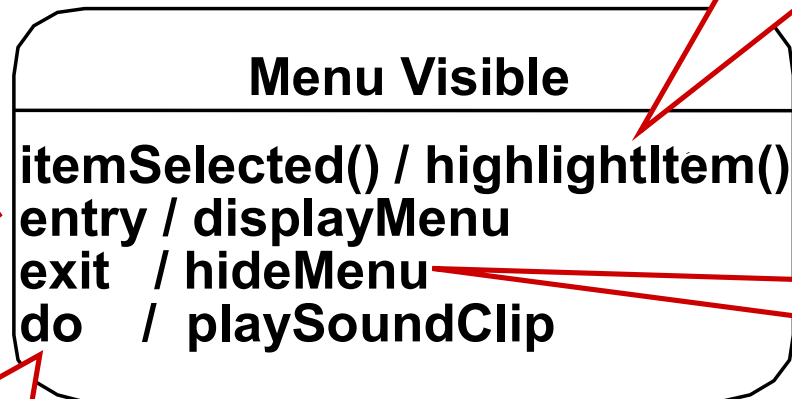 Menu Visible
itemSelected() / highlightItem()
entry / displayMenu
exit / hideMenu
do / playSoundClip